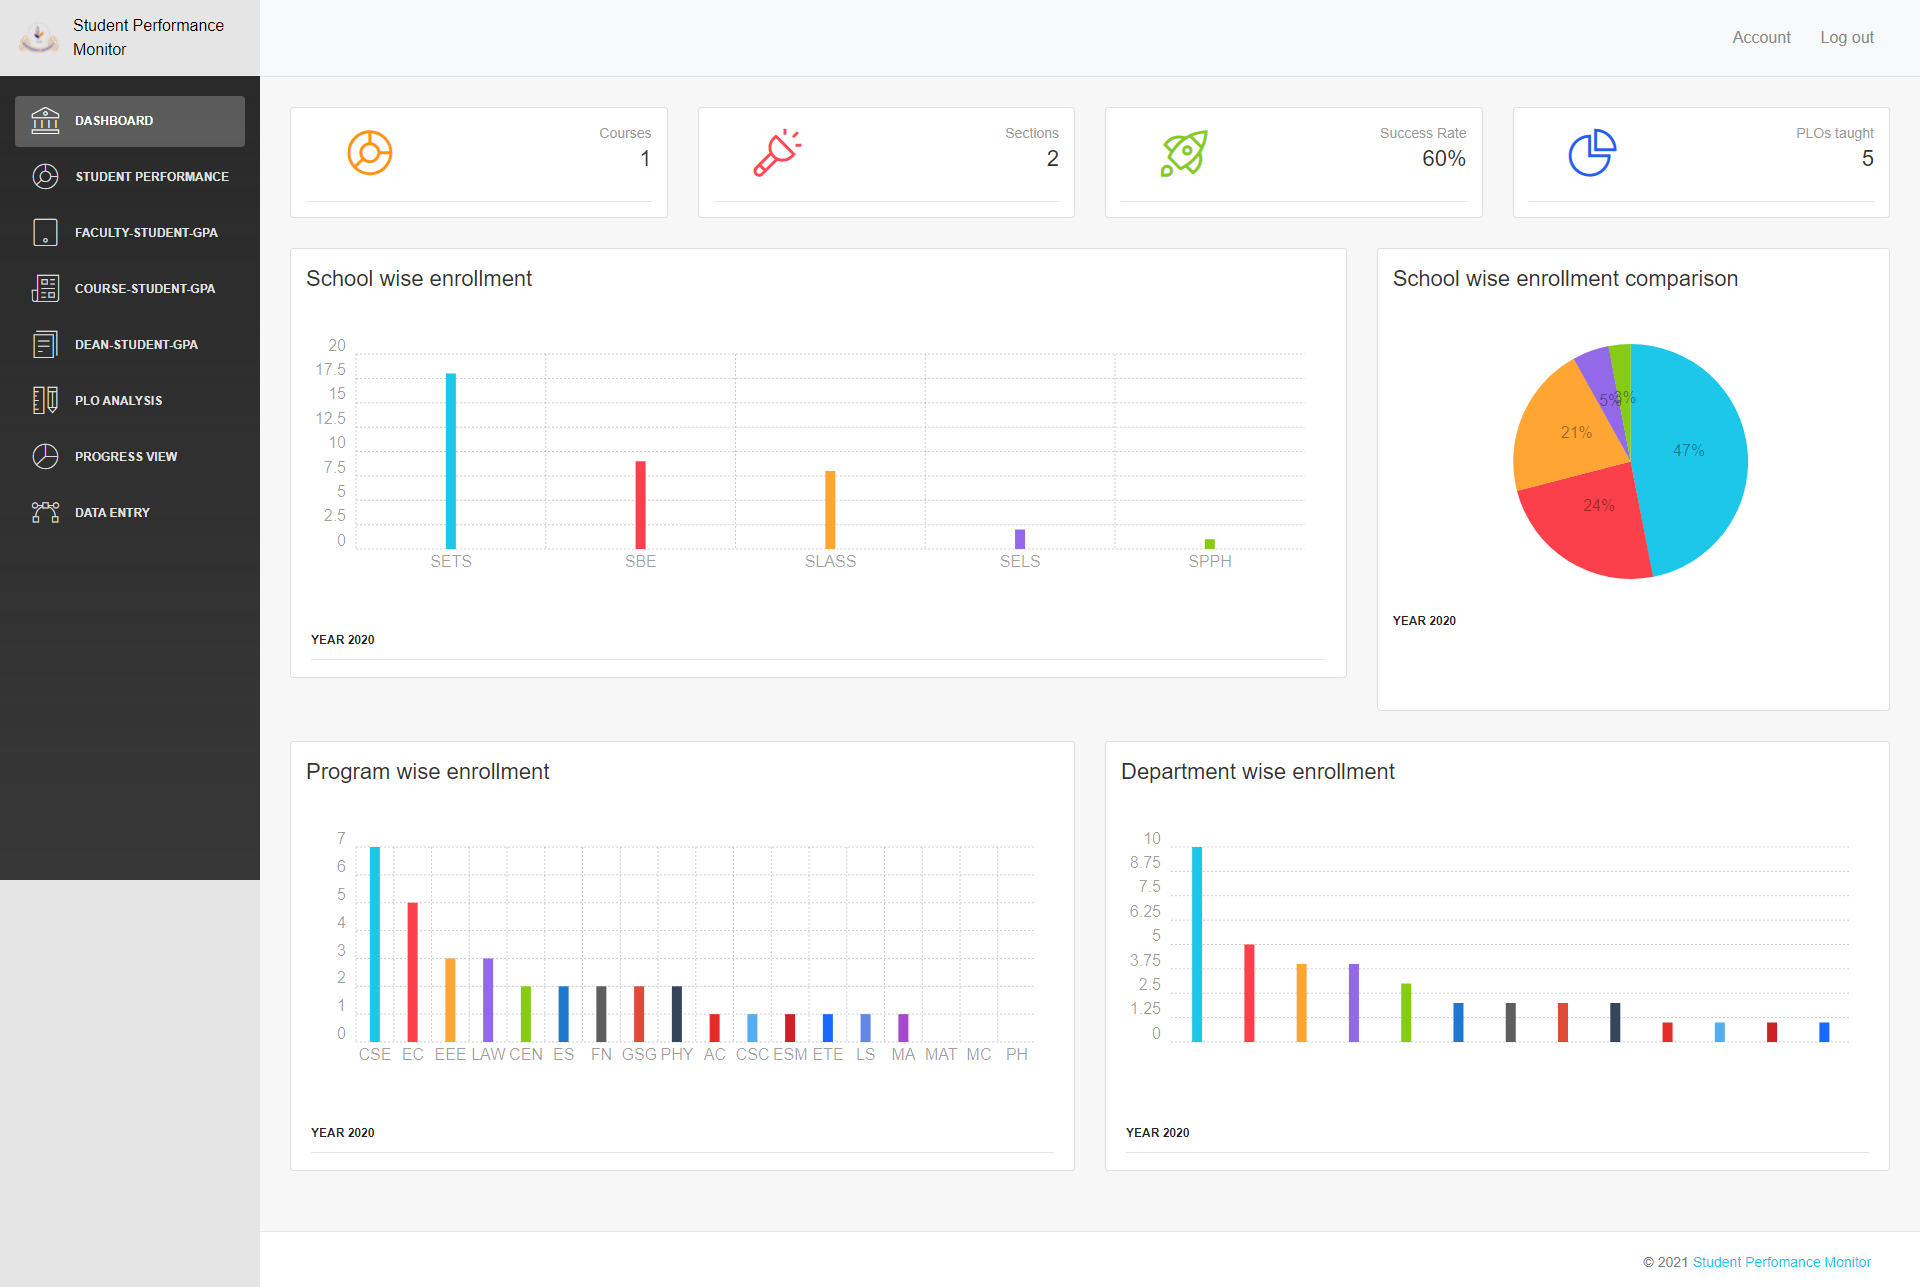 Student Performance
Monitor
Account
Log out
DASHBOARD
STUDENT PERFORMANCE
FACULTY-STUDENT-GPA
COURSE-STUDENT-GPA
DEAN-STUDENT-GPA
PLO ANALYSIS
PROGRESS VIEW
DATA ENTRY
Courses
1
Sections
2
Success Rate
60%
PLOs taught
5
School wise enrollment
20
17.5
15
12.5
10
7.5
5
2.5
0
SETS SBE SLASS SELS SPPH
YEAR 2020
School wise enrollment comparison
5% 3%
21%
47%
24%
YEAR 2020
Program wise enrollment
7
6
5
4
3
2
1
0
CSE EC EEE LAW CEN ES FN GSG PHY AC CSC ESM ETE LS MA MAT MC PH
YEAR 2020
Department wise enrollment
10
8.75
7.5
6.25
5
3.75
2.5
1.25
0
YEAR 2020
© 2021 Student Perfomance Monitor